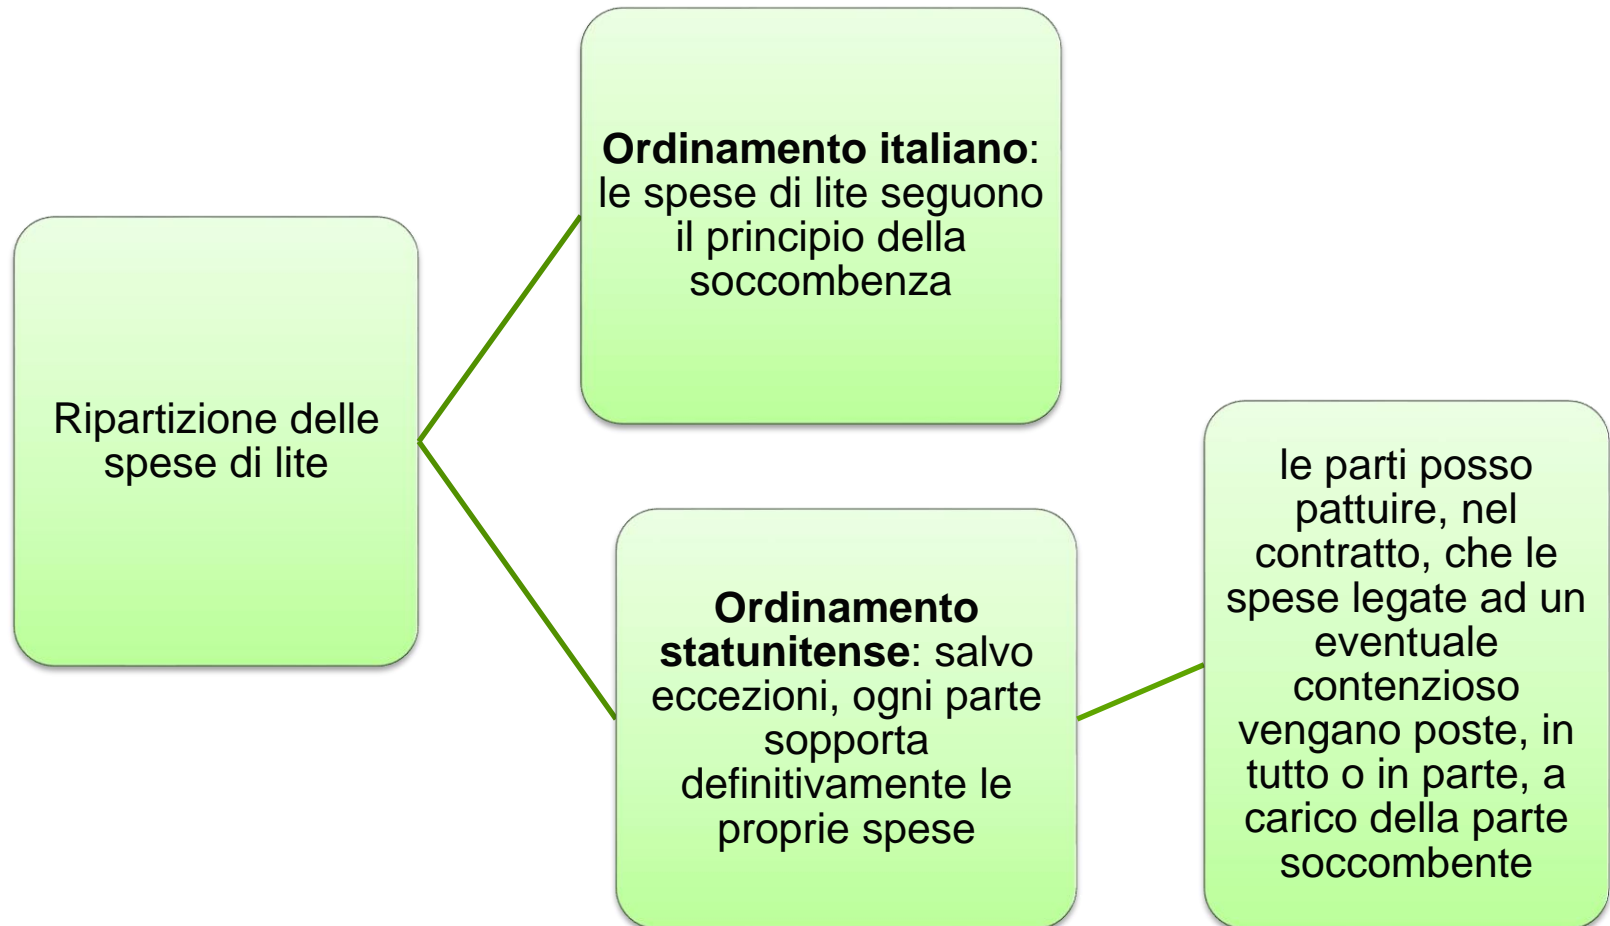 Ripartizione delle
spese di lite
Ordinamento italiano:
le spese di lite seguono
il principio della
soccombenza
Ordinamento
statunitense: salvo
eccezioni, ogni parte
sopporta
definitivamente le
proprie spese
le parti posso
pattuire, nel
contratto, che le
spese legate ad un
eventuale
contenzioso
vengano poste, in
tutto o in parte, a
carico della parte
soccombente